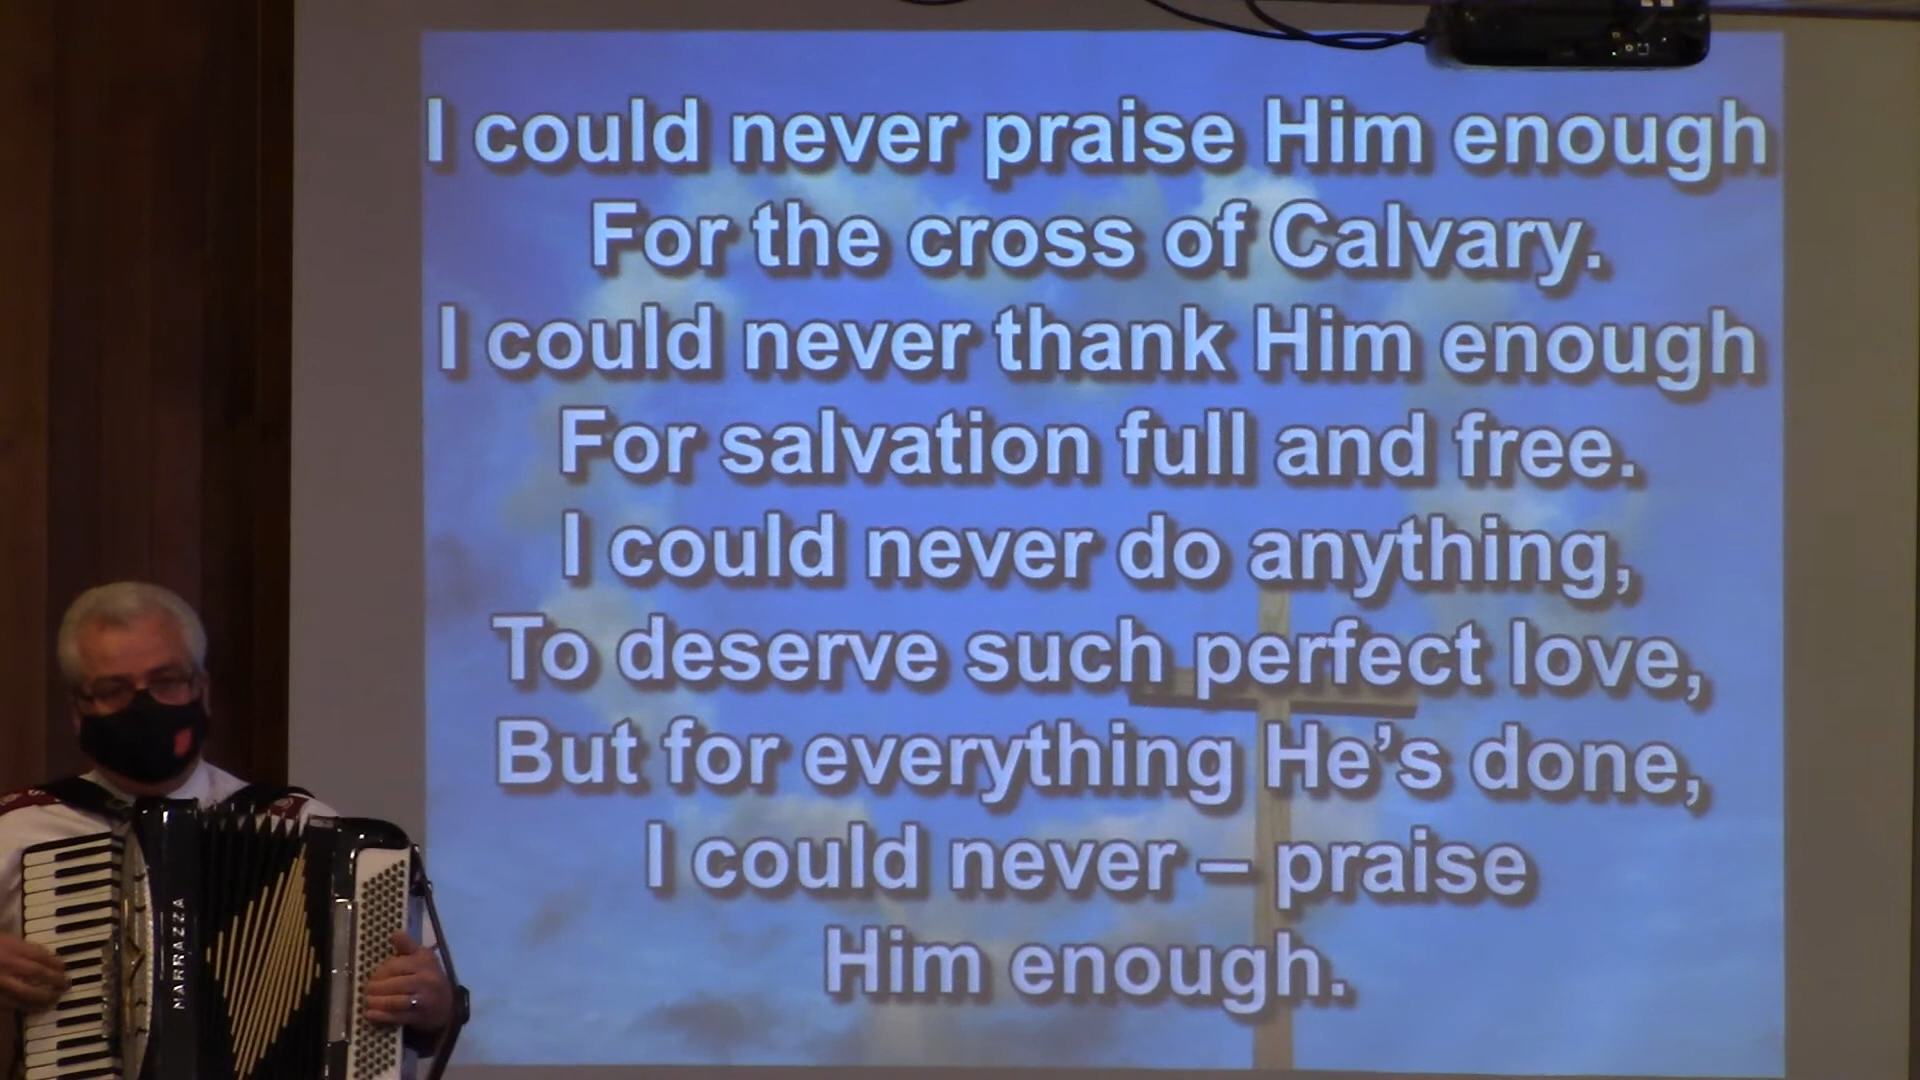 I could never praise Him enough
For the cross of Calvary.
I could never thank Him enough
For salvation full and free.
I could never do anything,
To deserve such perfect love,
But for everything He’s done,
I could never – praise
Him enough.
MARRAZZA